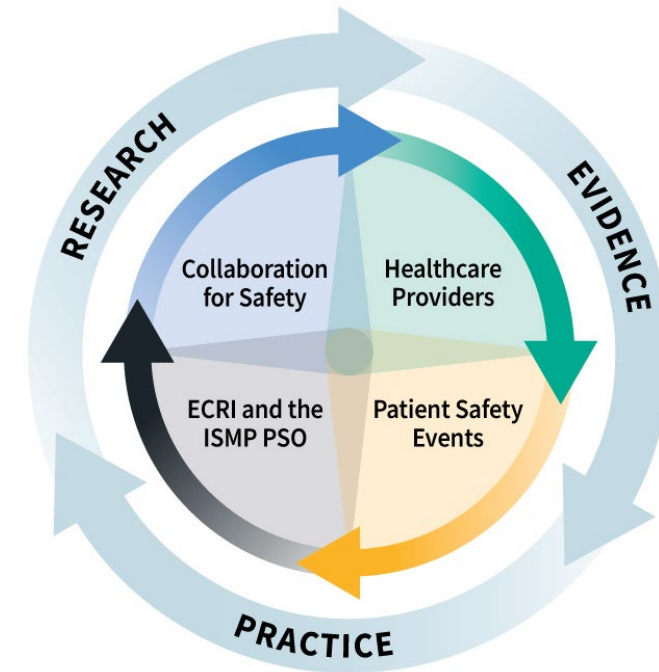 RESEARCH
EVIDENCE
Collaboration
for Safety
Healthcare
Providers
ECRI and the
ISMP PSO
Patient Safety
Events
PRACTICE